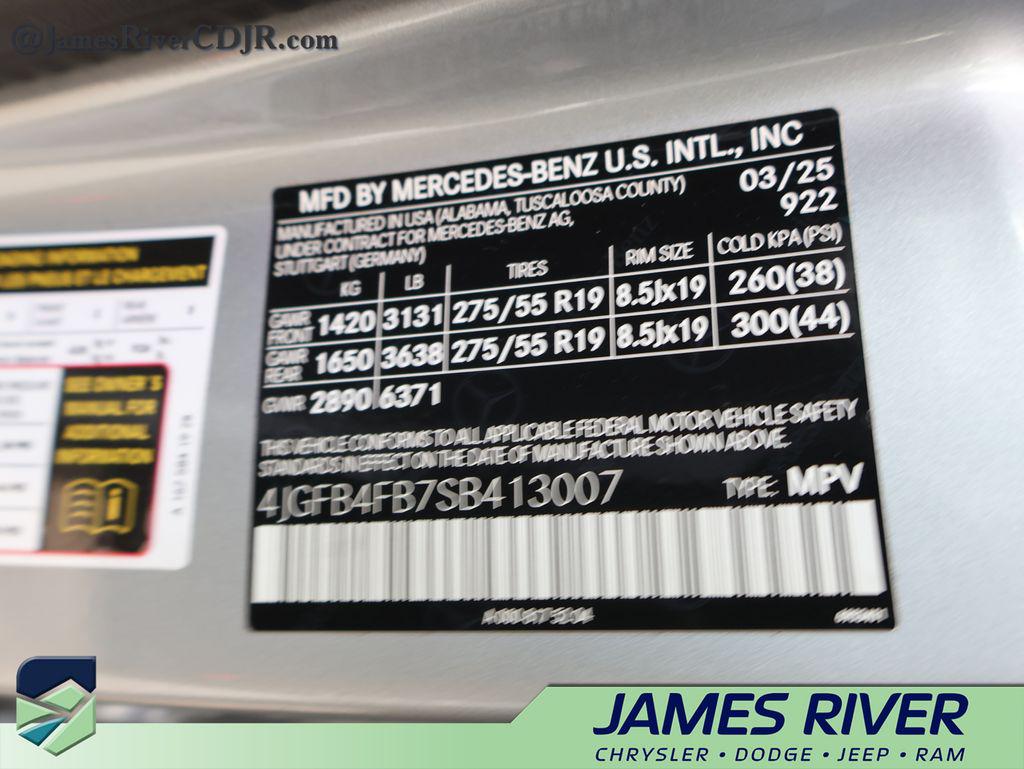 @JamesRiverCDJR.com
MFD BY MERCEDES-BENZ U.S. INTL., INC
MANUFACTURED IN USA (ALABAMA, TUSCALOOSA COUNTY) 03/25
UNDER CONTRACT FOR MERCEDES-BENZ AG, 922
STUTTGART (GERMANY)
KG LB TIRES RIM SIZE COLD KPA (PSI)
GAWR FRONT 1420 3131 275/55 R19 8.5Jx19 260(38)
GAWR REAR 1650 3638 275/55 R19 8.5Jx19 300(44)
GVWR 2890 6371
THIS VEHICLE CONFORMS TO ALL APPLICABLE FEDERAL MOTOR VEHICLE SAFETY
STANDARDS IN EFFECT ON THE DATE OF MANUFACTURE SHOWN ABOVE.
4JGFB4FB7SB413007 TYPE: MPV
SEE OWNER'S
MANUAL FOR
ADDITIONAL
INFORMATION
JAMES RIVER
CHRYSLER • DODGE • JEEP • RAM